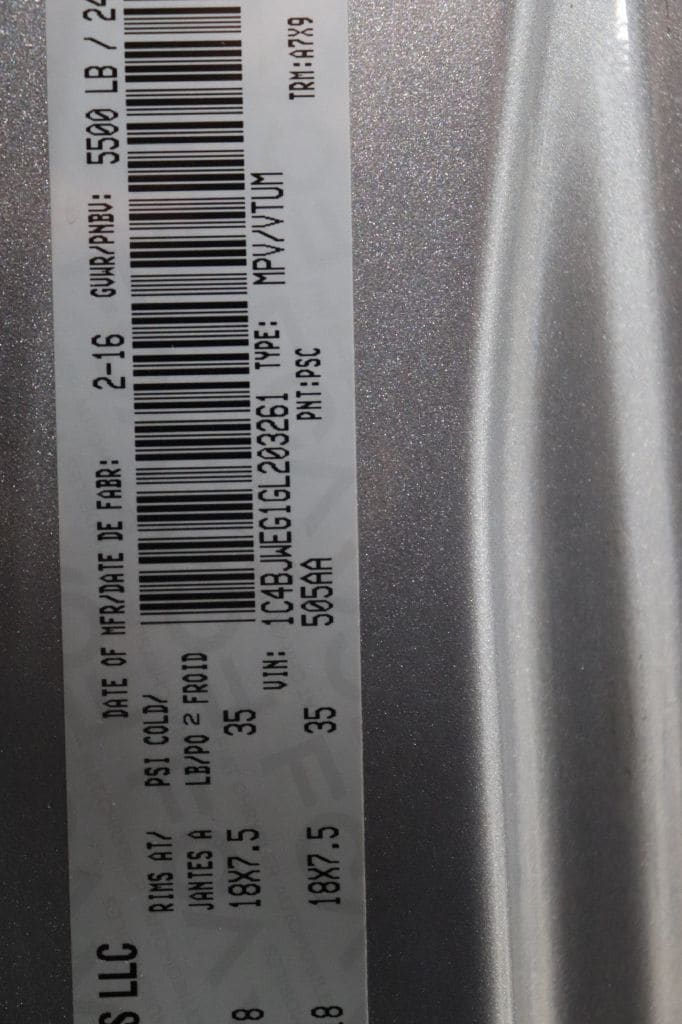 DATE OF MFR/DATE DE FABR: 2-16 GVWR/PNBV: 5500 LB / 24
S LLC RIMS AT/ PSI COLD/
JANTES A LB/PO 2 FROID
8 18X7.5 35
VIN: 1C4BJWEG1GL203261 TYPE: MPV/VTUM TRM:A7X9
505AA PNT:PSC
.8 18X7.5 35